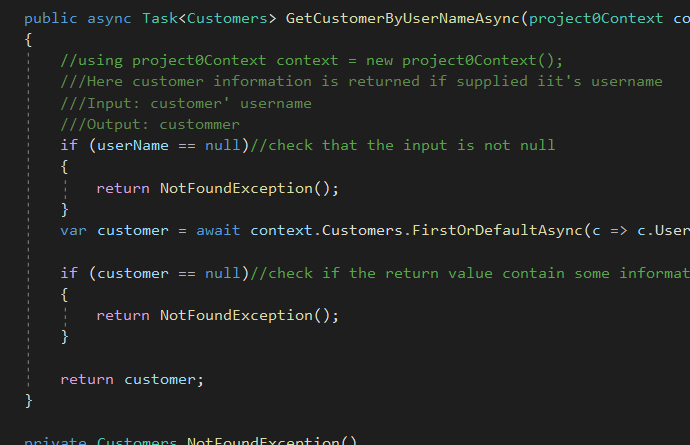 public async Task<Customers> GetCustomerByUserNameAsync(project0Context co
{
//using project0Context context = new project0Context();
///Here customer information is returned if supplied iit's username
///Input: customer' username
///Output: custommer
if (userName == null)//check that the input is not null
{
return NotFoundException();
}
var customer = await context.Customers.FirstOrDefaultAsync(c => c.User
if (customer == null)//check if the return value contain some informat
{
return NotFoundException();
}
return customer;
}
private Customers NotFoundException()